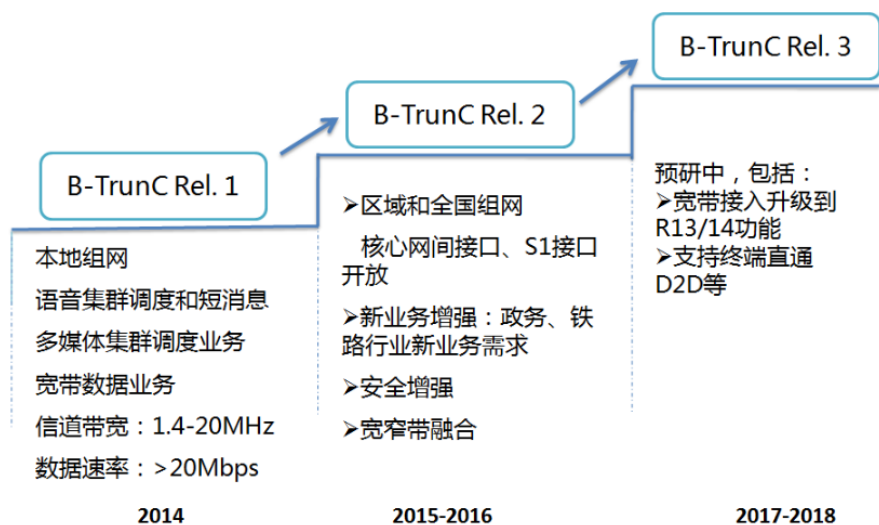 B-TrunC Rel. 1
本地组网
语音集群调度和短消息
多媒体集群调度业务
宽带数据业务
信道带宽：1.4-20MHz
数据速率：>20Mbps
2014
B-TrunC Rel. 2
➢区域和全国组网
核心网间接口、S1接口
开放
➢新业务增强：政务、铁
路行业新业务需求
➢安全增强
➢宽窄带融合
2015-2016
B-TrunC Rel. 3
预研中，包括：
➢宽带接入升级到
R13/14功能
➢支持终端直通
D2D等
2017-2018